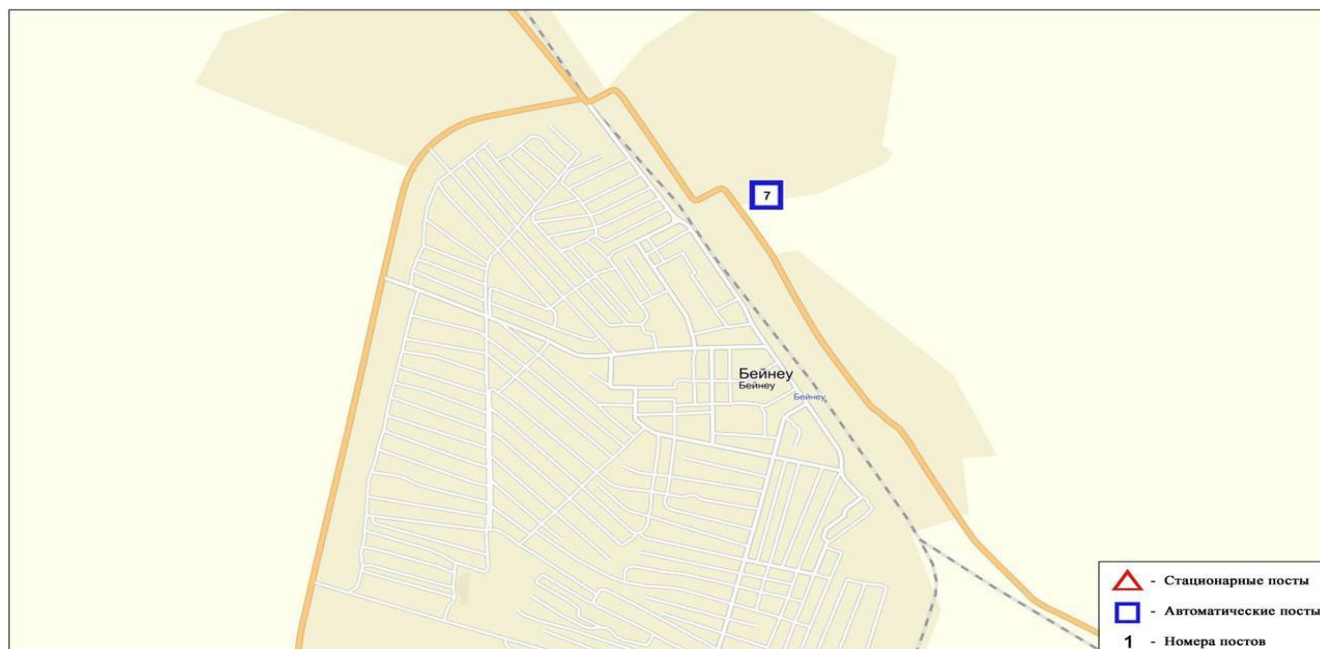 7
Бейнеу
Бейнеу
Бейнеу
- Стационарные посты
- Автоматические посты
1 - Номера постов